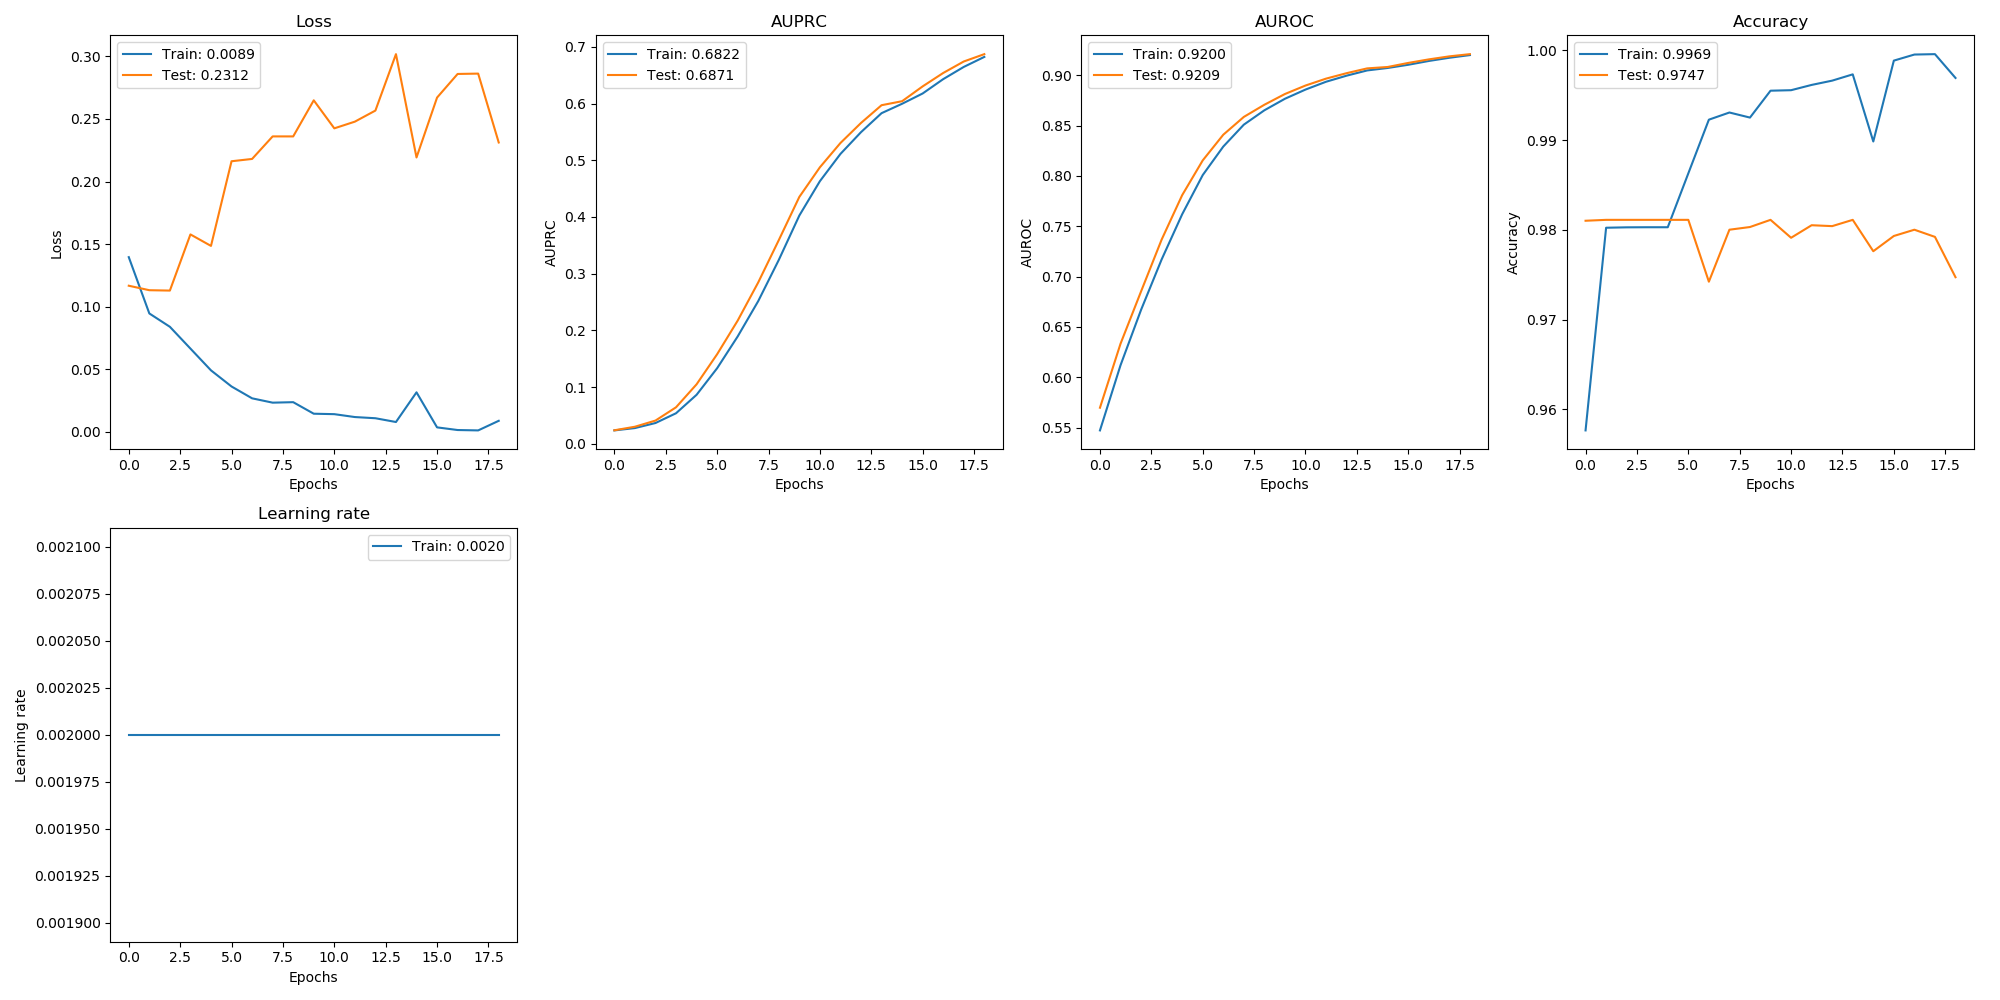 Loss
Train: 0.0089
Test: 0.2312
0.30
0.25
0.20
0.15
0.10
0.05
0.00
Loss
0.0 2.5 5.0 7.5 10.0 12.5 15.0 17.5
Epochs
AUPRC
Train: 0.6822
Test: 0.6871
0.7
0.6
0.5
0.4
0.3
0.2
0.1
0.0
AUPRC
0.0 2.5 5.0 7.5 10.0 12.5 15.0 17.5
Epochs
AUROC
Train: 0.9200
Test: 0.9209
0.90
0.85
0.80
0.75
0.70
0.65
0.60
0.55
AUROC
0.0 2.5 5.0 7.5 10.0 12.5 15.0 17.5
Epochs
Accuracy
Train: 0.9969
Test: 0.9747
1.00
0.99
0.98
0.97
0.96
Accuracy
0.0 2.5 5.0 7.5 10.0 12.5 15.0 17.5
Epochs
Learning rate
Train: 0.0020
0.002100
0.002075
0.002050
0.002025
0.002000
0.001975
0.001950
0.001925
0.001900
Learning rate
0.0 2.5 5.0 7.5 10.0 12.5 15.0 17.5
Epochs